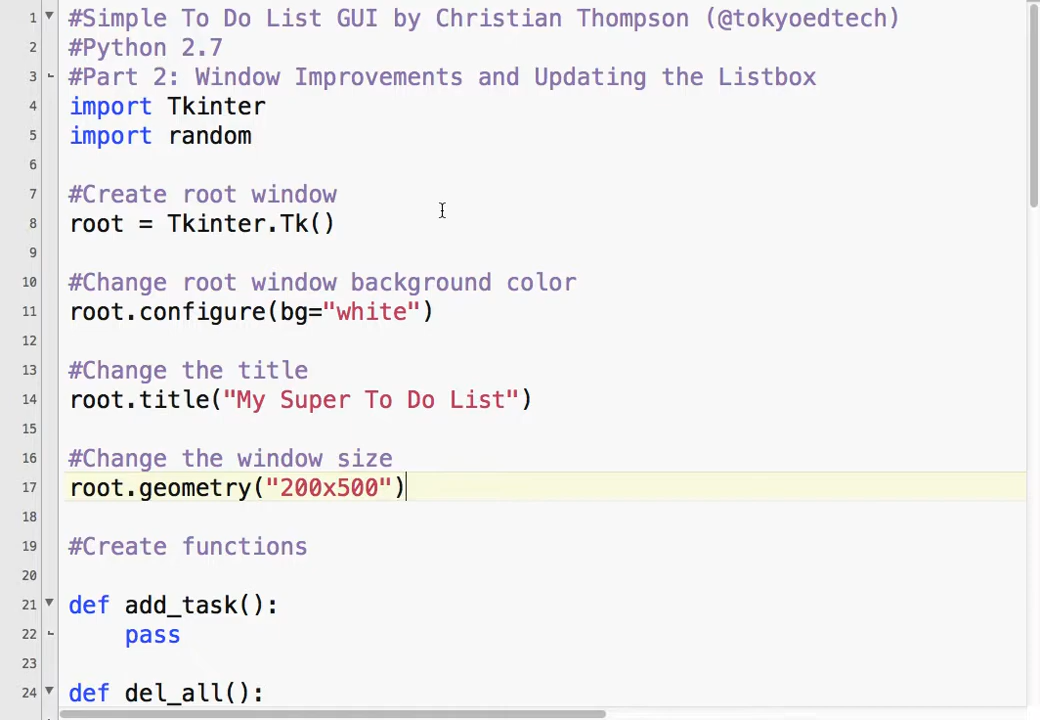 1 #Simple To Do List GUI by Christian Thompson (@tokyoedtech)
2 #Python 2.7
3 #Part 2: Window Improvements and Updating the Listbox
4 import Tkinter
5 import random
6
7 #Create root window
8 root = Tkinter.Tk()
9
10 #Change root window background color
11 root.configure(bg="white")
12
13 #Change the title
14 root.title("My Super To Do List")
15
16 #Change the window size
17 root.geometry("200x500")
18
19 #Create functions
20
21 def add_task():
22     pass
23
24 def del_all():